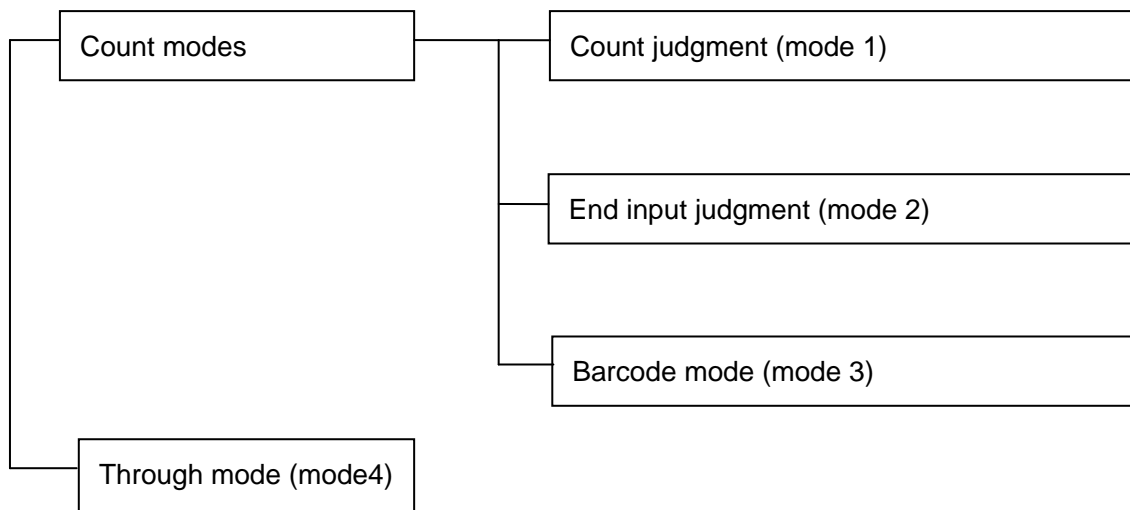 Count modes
Count judgment (mode 1)
End input judgment (mode 2)
Barcode mode (mode 3)
Through mode (mode4)